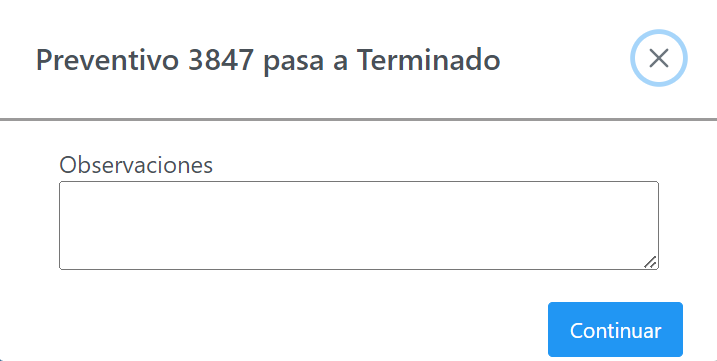 Preventivo 3847 pasa a Terminado
Observaciones
Continuar